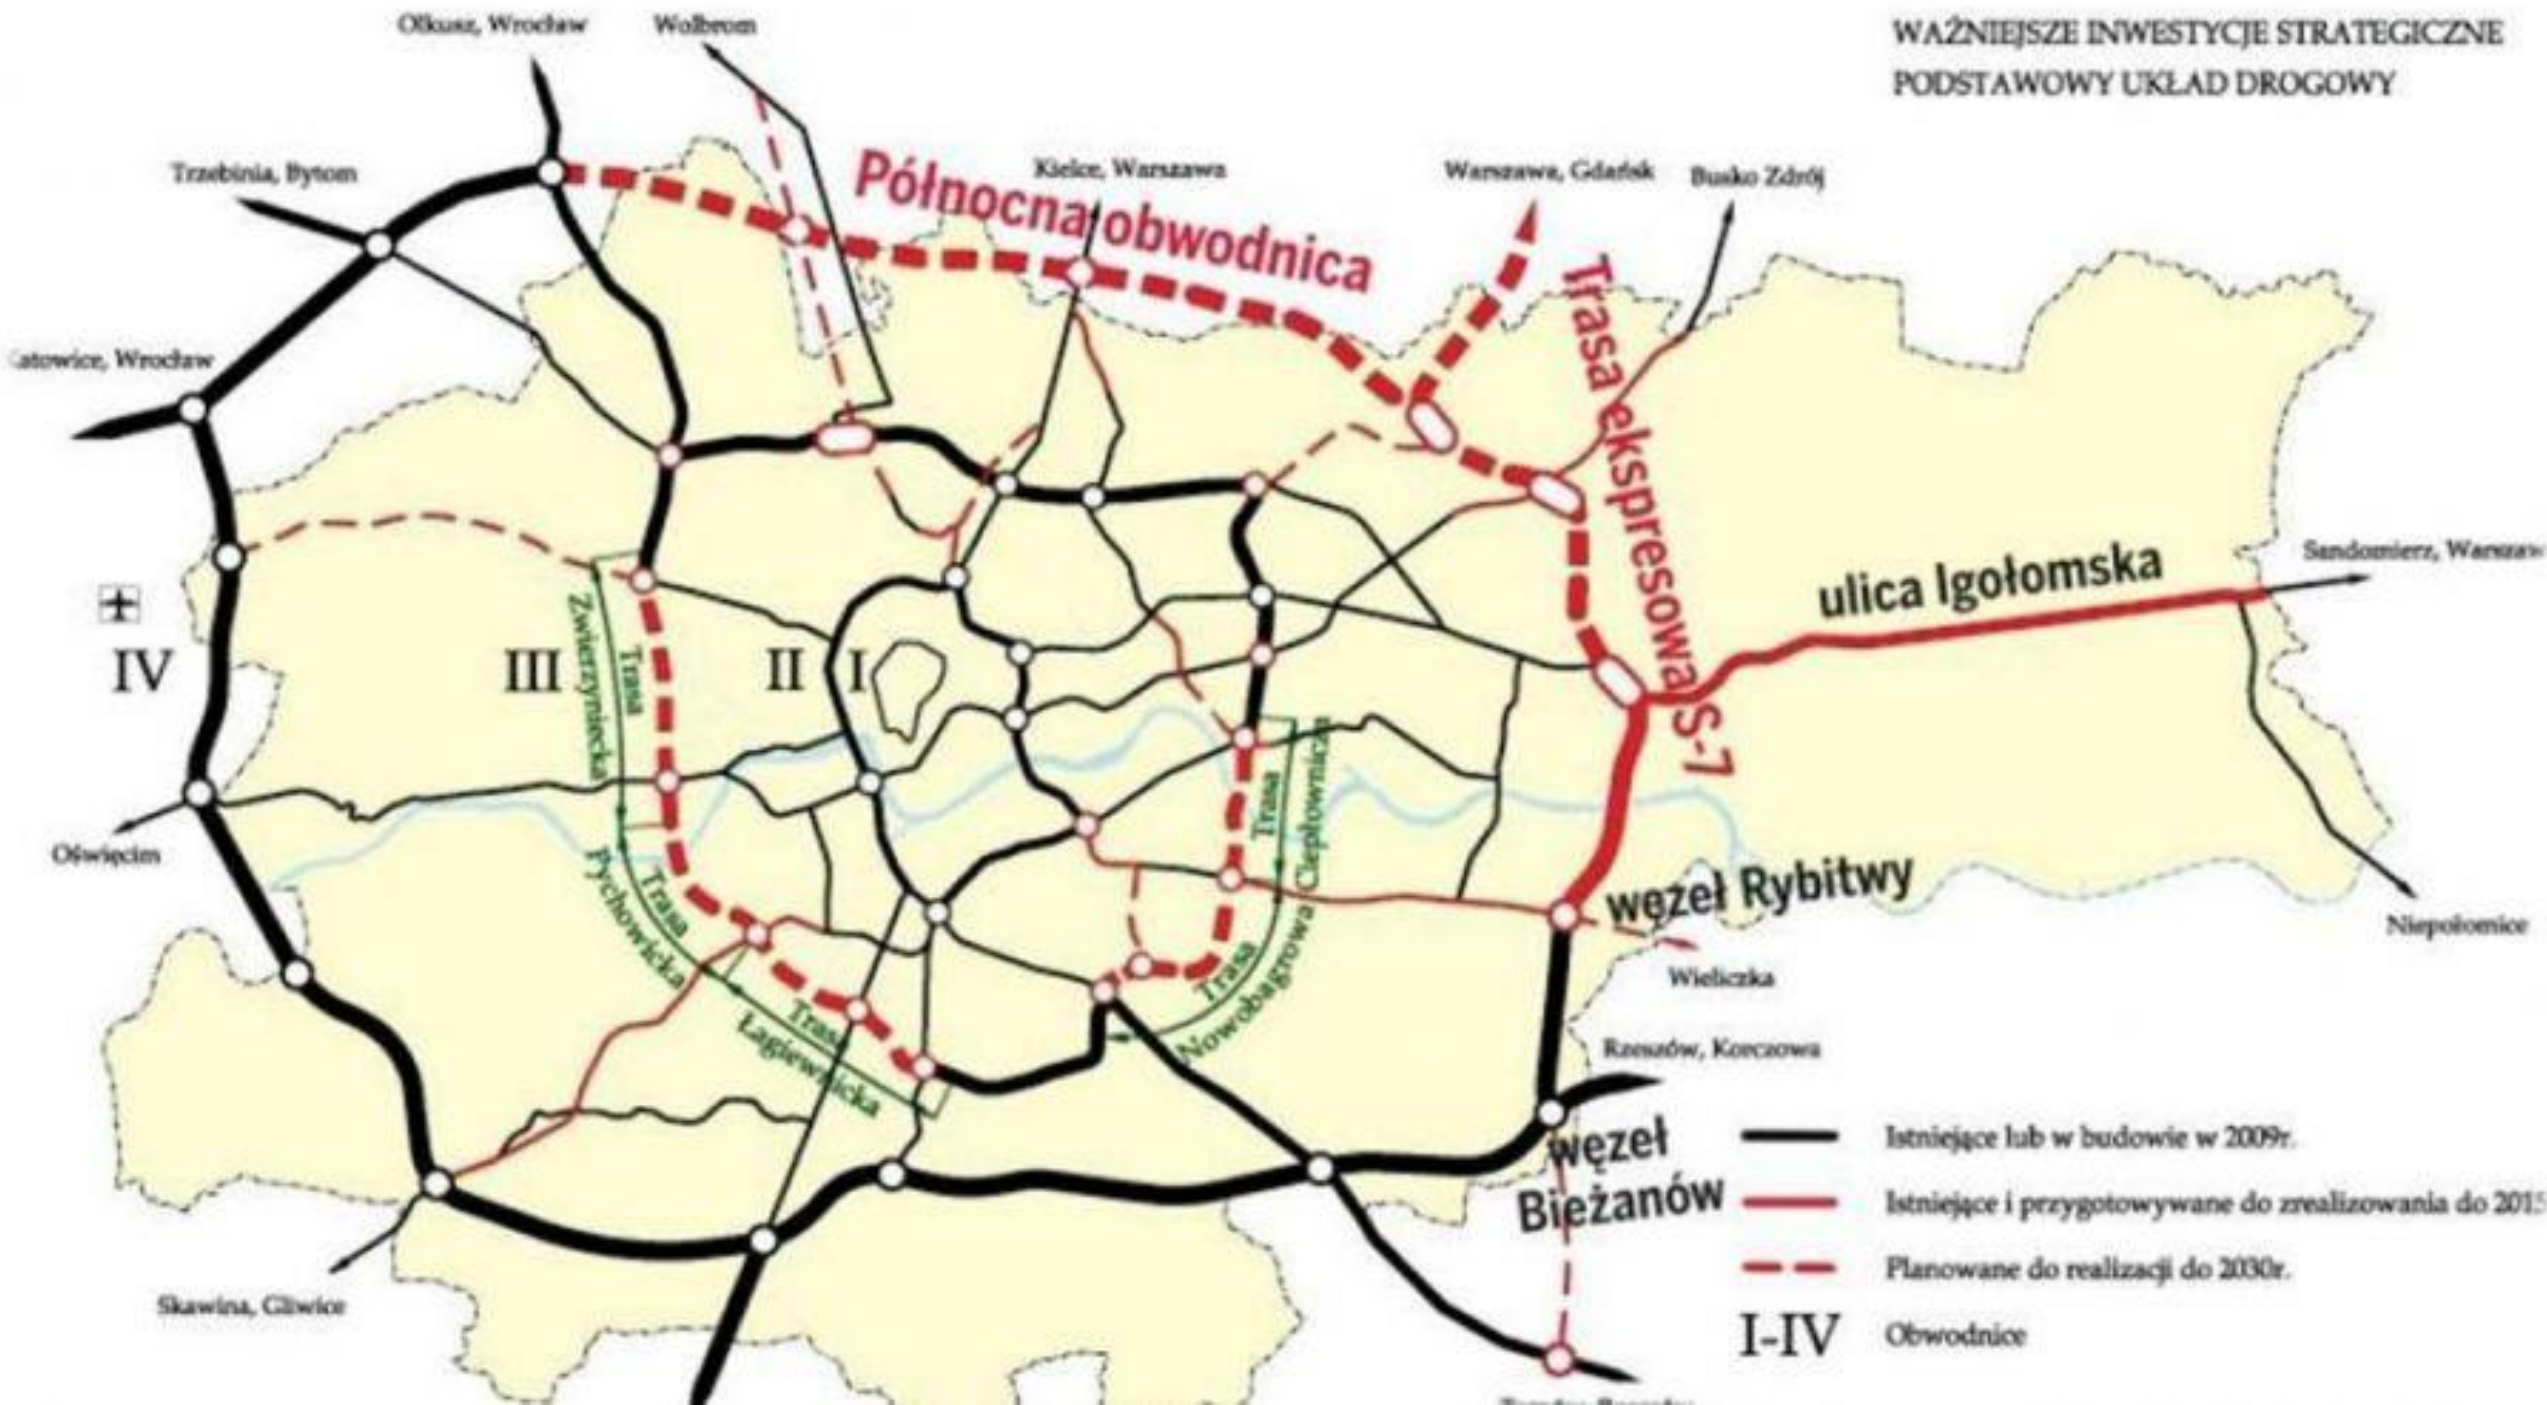 WAŻNIEJSZE INWESTYCJE STRATEGICZNE
PODSTAWOWY UKŁAD DROGOWY
Olkusz, Wrocław
Wolbrom
Trzebinia, Bytom
Kielce, Warszawa
Warszawa, Gdańsk
Busko Zdrój
Północna obwodnica
Trasa ekspresowa S-7
atowice, Wrocław
Sandomierz, Warszaw
ulica Igołomska
IV
III
II
I
Trasa
Zwierzyniecka
Trasa
Ciepłownicza
Oświęcim
Trasa
Pychowicka
węzeł Rybitwy
Niepołomice
Wieliczka
Trasa
Nowobagrowa
Trasa
Łagiewnicka
Rzeszów, Korczowa
węzeł
Bieżanów
Skawina, Gliwice
Istniejące lub w budowie w 2009r.
Istniejące i przygotowywane do zrealizowania do 2015
Planowane do realizacji do 2030r.
I-IV Obwodnice